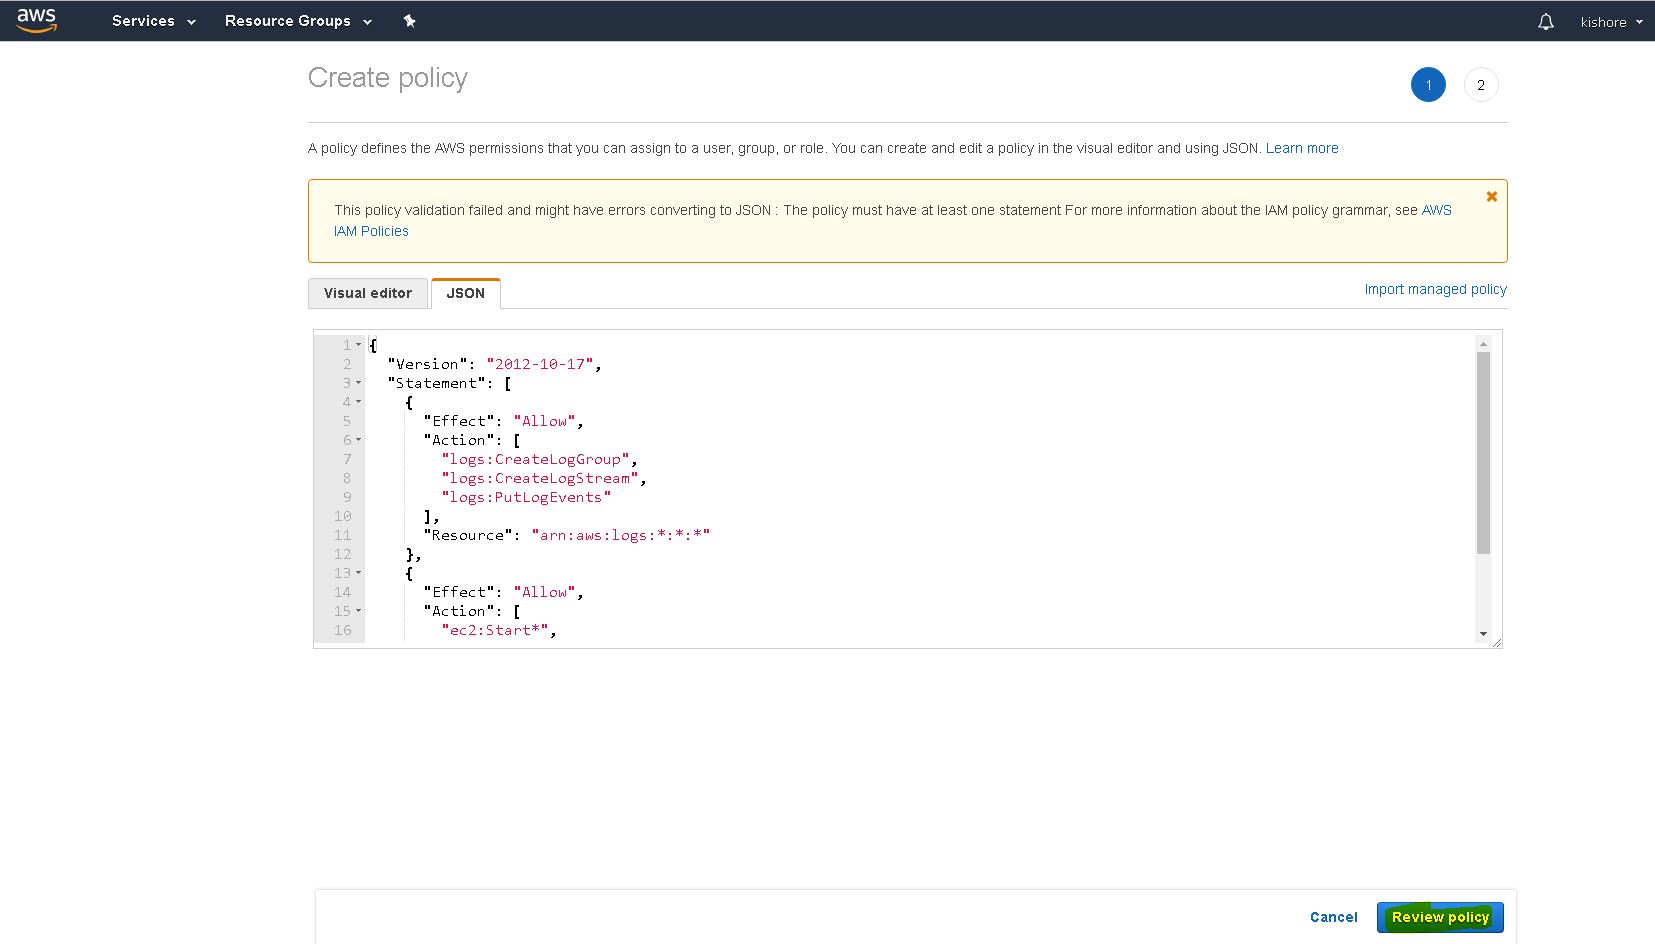 aws
Services
Resource Groups
kishore
Create policy
1
2
A policy defines the AWS permissions that you can assign to a user, group, or role. You can create and edit a policy in the visual editor and using JSON. Learn more
This policy validation failed and might have errors converting to JSON : The policy must have at least one statement For more information about the IAM policy grammar, see AWS
IAM Policies
Visual editor
JSON
Import managed policy
1 {
2 "Version": "2012-10-17",
3 "Statement": [
4 {
5 "Effect": "Allow",
6 "Action": [
7 "logs:CreateLogGroup",
8 "logs:CreateLogStream",
9 "logs:PutLogEvents"
10 ],
11 "Resource": "arn:aws:logs:*:*:*"
12 },
13 {
14 "Effect": "Allow",
15 "Action": [
16 "ec2:Start*",
Cancel
Review policy